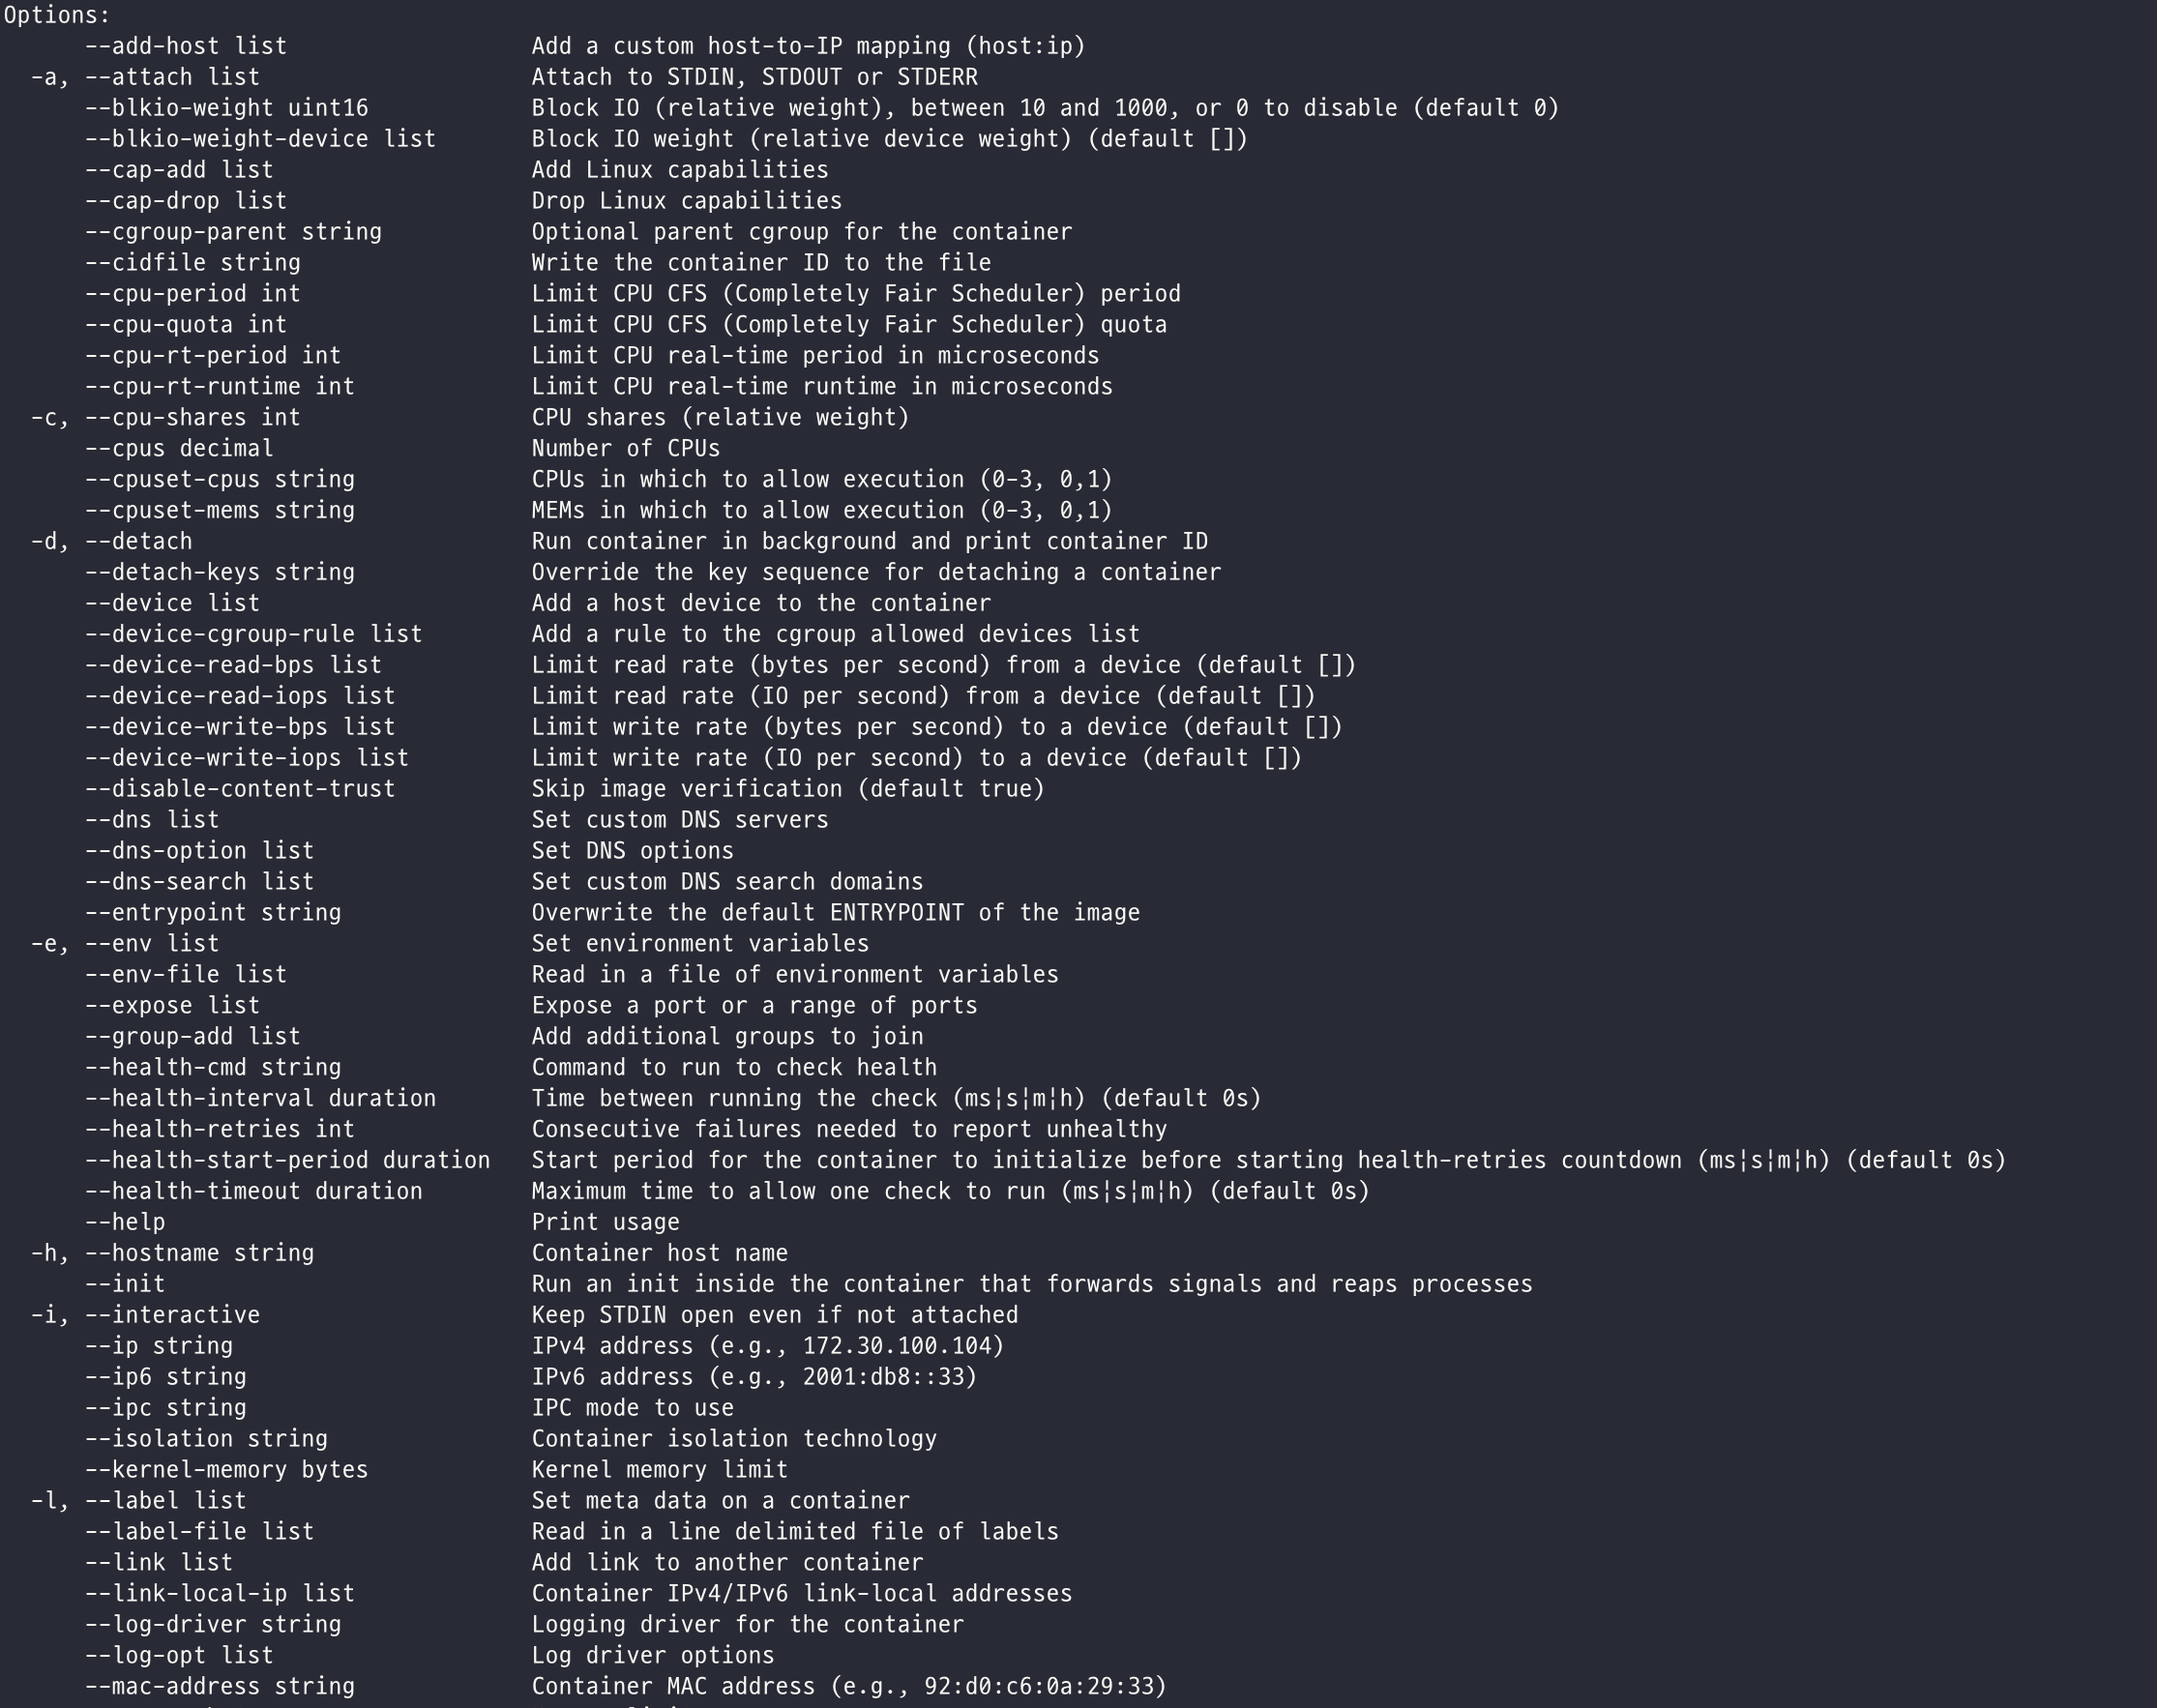 Options:
      --add-host list                  Add a custom host-to-IP mapping (host:ip)
  -a, --attach list                    Attach to STDIN, STDOUT or STDERR
      --blkio-weight uint16            Block IO (relative weight), between 10 and 1000, or 0 to disable (default 0)
      --blkio-weight-device list       Block IO weight (relative device weight) (default [])
      --cap-add list                   Add Linux capabilities
      --cap-drop list                  Drop Linux capabilities
      --cgroup-parent string           Optional parent cgroup for the container
      --cidfile string                 Write the container ID to the file
      --cpu-period int                 Limit CPU CFS (Completely Fair Scheduler) period
      --cpu-quota int                  Limit CPU CFS (Completely Fair Scheduler) quota
      --cpu-rt-period int              Limit CPU real-time period in microseconds
      --cpu-rt-runtime int             Limit CPU real-time runtime in microseconds
  -c, --cpu-shares int                 CPU shares (relative weight)
      --cpus decimal                   Number of CPUs
      --cpuset-cpus string             CPUs in which to allow execution (0-3, 0,1)
      --cpuset-mems string             MEMs in which to allow execution (0-3, 0,1)
  -d, --detach                         Run container in background and print container ID
      --detach-keys string             Override the key sequence for detaching a container
      --device list                    Add a host device to the container
      --device-cgroup-rule list        Add a rule to the cgroup allowed devices list
      --device-read-bps list           Limit read rate (bytes per second) from a device (default [])
      --device-read-iops list          Limit read rate (IO per second) from a device (default [])
      --device-write-bps list          Limit write rate (bytes per second) to a device (default [])
      --device-write-iops list         Limit write rate (IO per second) to a device (default [])
      --disable-content-trust          Skip image verification (default true)
      --dns list                       Set custom DNS servers
      --dns-option list                Set DNS options
      --dns-search list                Set custom DNS search domains
      --entrypoint string              Overwrite the default ENTRYPOINT of the image
  -e, --env list                       Set environment variables
      --env-file list                  Read in a file of environment variables
      --expose list                    Expose a port or a range of ports
      --group-add list                 Add additional groups to join
      --health-cmd string              Command to run to check health
      --health-interval duration       Time between running the check (ms¦s¦m¦h) (default 0s)
      --health-retries int             Consecutive failures needed to report unhealthy
      --health-start-period duration   Start period for the container to initialize before starting health-retries countdown (ms¦s¦m¦h) (default 0s)
      --health-timeout duration        Maximum time to allow one check to run (ms¦s¦m¦h) (default 0s)
      --help                           Print usage
  -h, --hostname string                Container host name
      --init                           Run an init inside the container that forwards signals and reaps processes
  -i, --interactive                    Keep STDIN open even if not attached
      --ip string                      IPv4 address (e.g., 172.30.100.104)
      --ip6 string                     IPv6 address (e.g., 2001:db8::33)
      --ipc string                     IPC mode to use
      --isolation string               Container isolation technology
      --kernel-memory bytes            Kernel memory limit
  -l, --label list                     Set meta data on a container
      --label-file list                Read in a line delimited file of labels
      --link list                      Add link to another container
      --link-local-ip list             Container IPv4/IPv6 link-local addresses
      --log-driver string              Logging driver for the container
      --log-opt list                   Log driver options
      --mac-address string             Container MAC address (e.g., 92:d0:c6:0a:29:33)